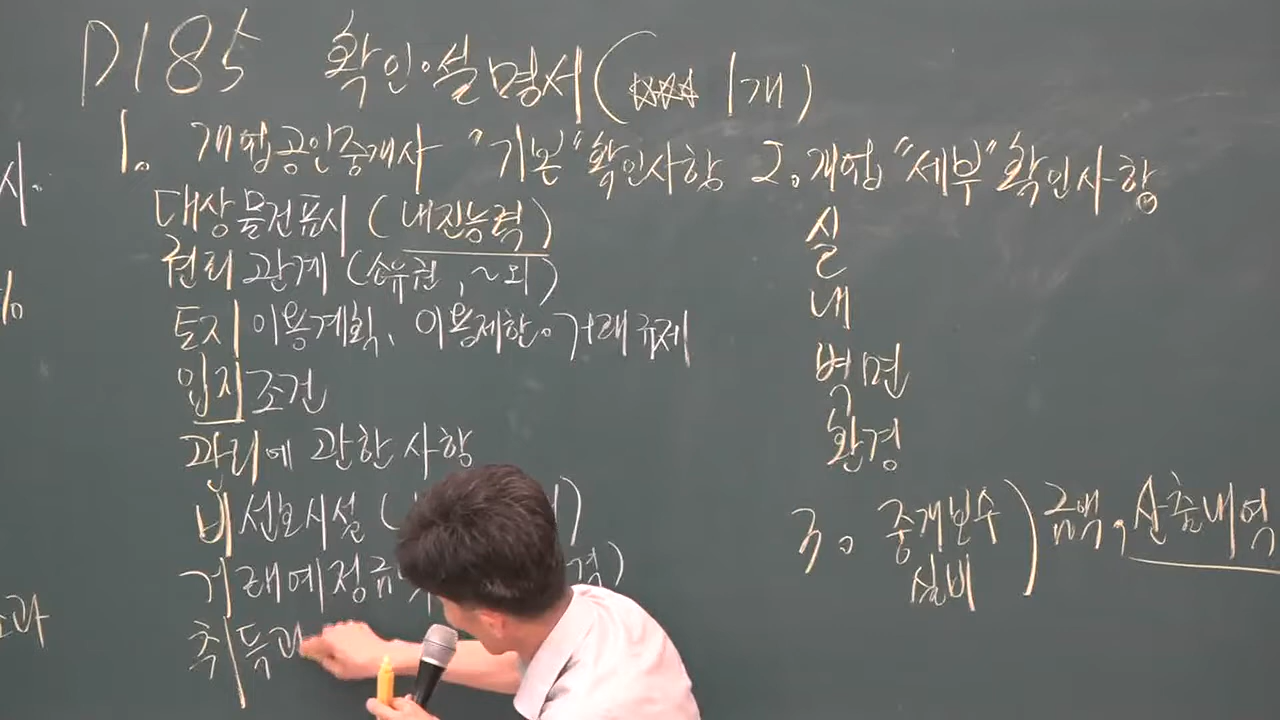 P185 확인·설명서(☆☆☆ 1개)
1. 개업공인중개사 "기본"확인사항
대상물건표시(내진능력)
권리관계(소유권, ~외)
토지이용계획, 이용제한·거래규제
입지조건
관리에 관한 사항
비선호시설(
거래예정금
취득
2. 개업 "세부"확인사항
실
내
벽면
환경
3. 중개보수
실비
) 금액, 산출내역